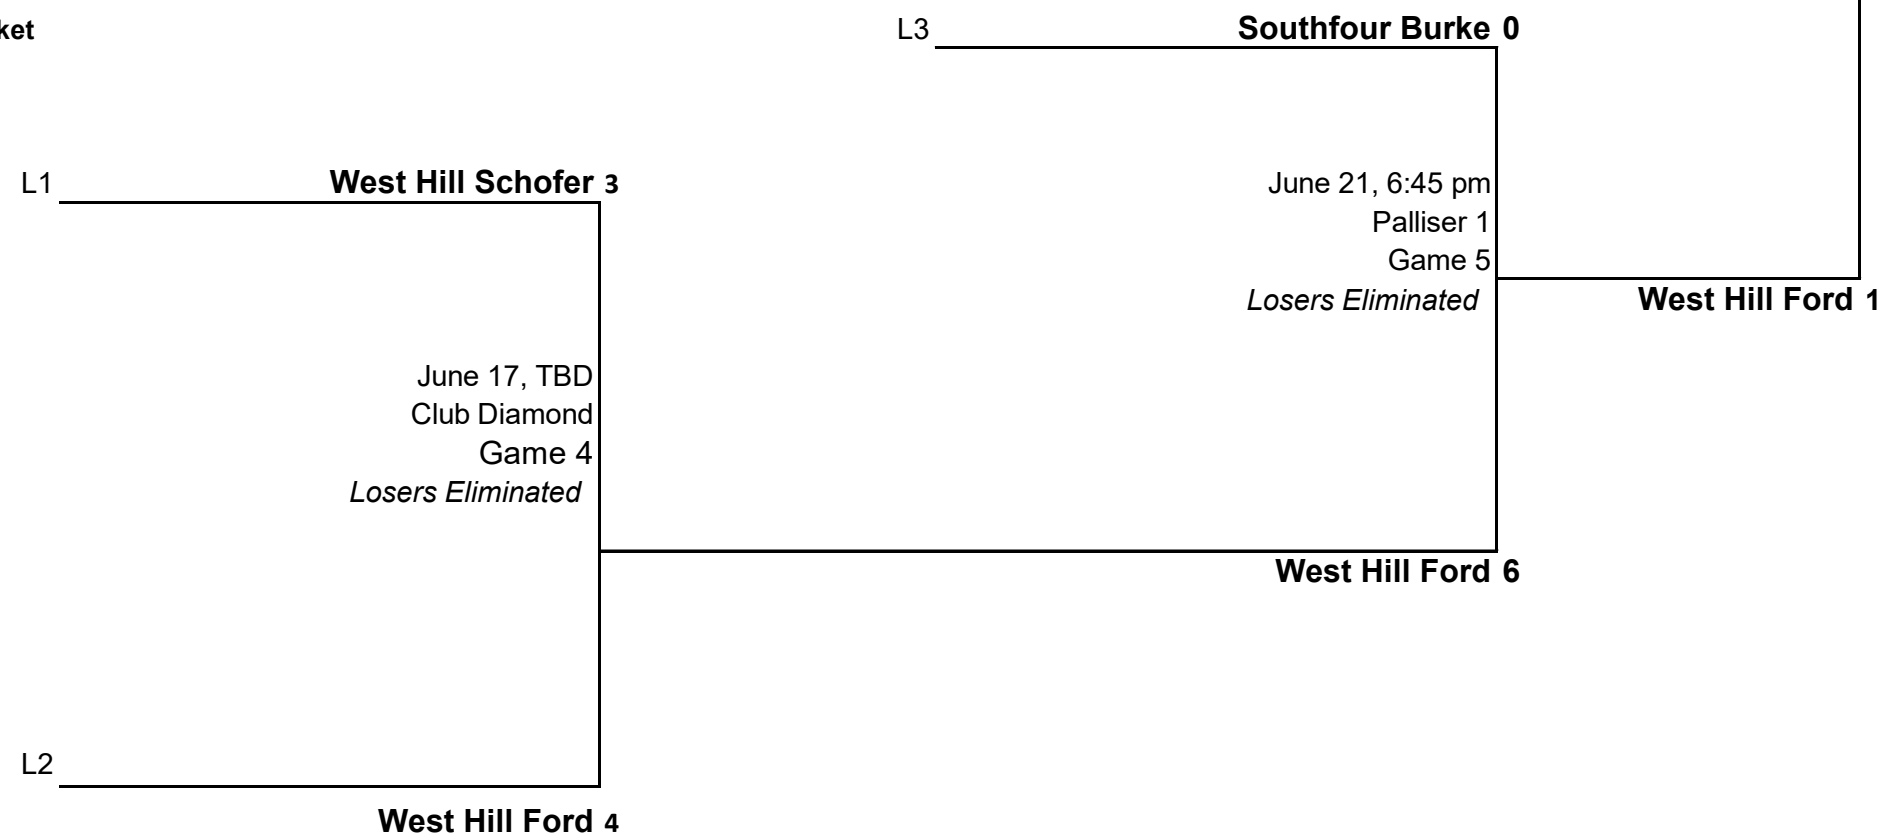 ket
L3 Southfour Burke 0
L1 West Hill Schofer 3
June 21, 6:45 pm
Palliser 1
Game 5
Losers Eliminated
West Hill Ford 1
June 17, TBD
Club Diamond
Game 4
Losers Eliminated
West Hill Ford 6
L2
West Hill Ford 4